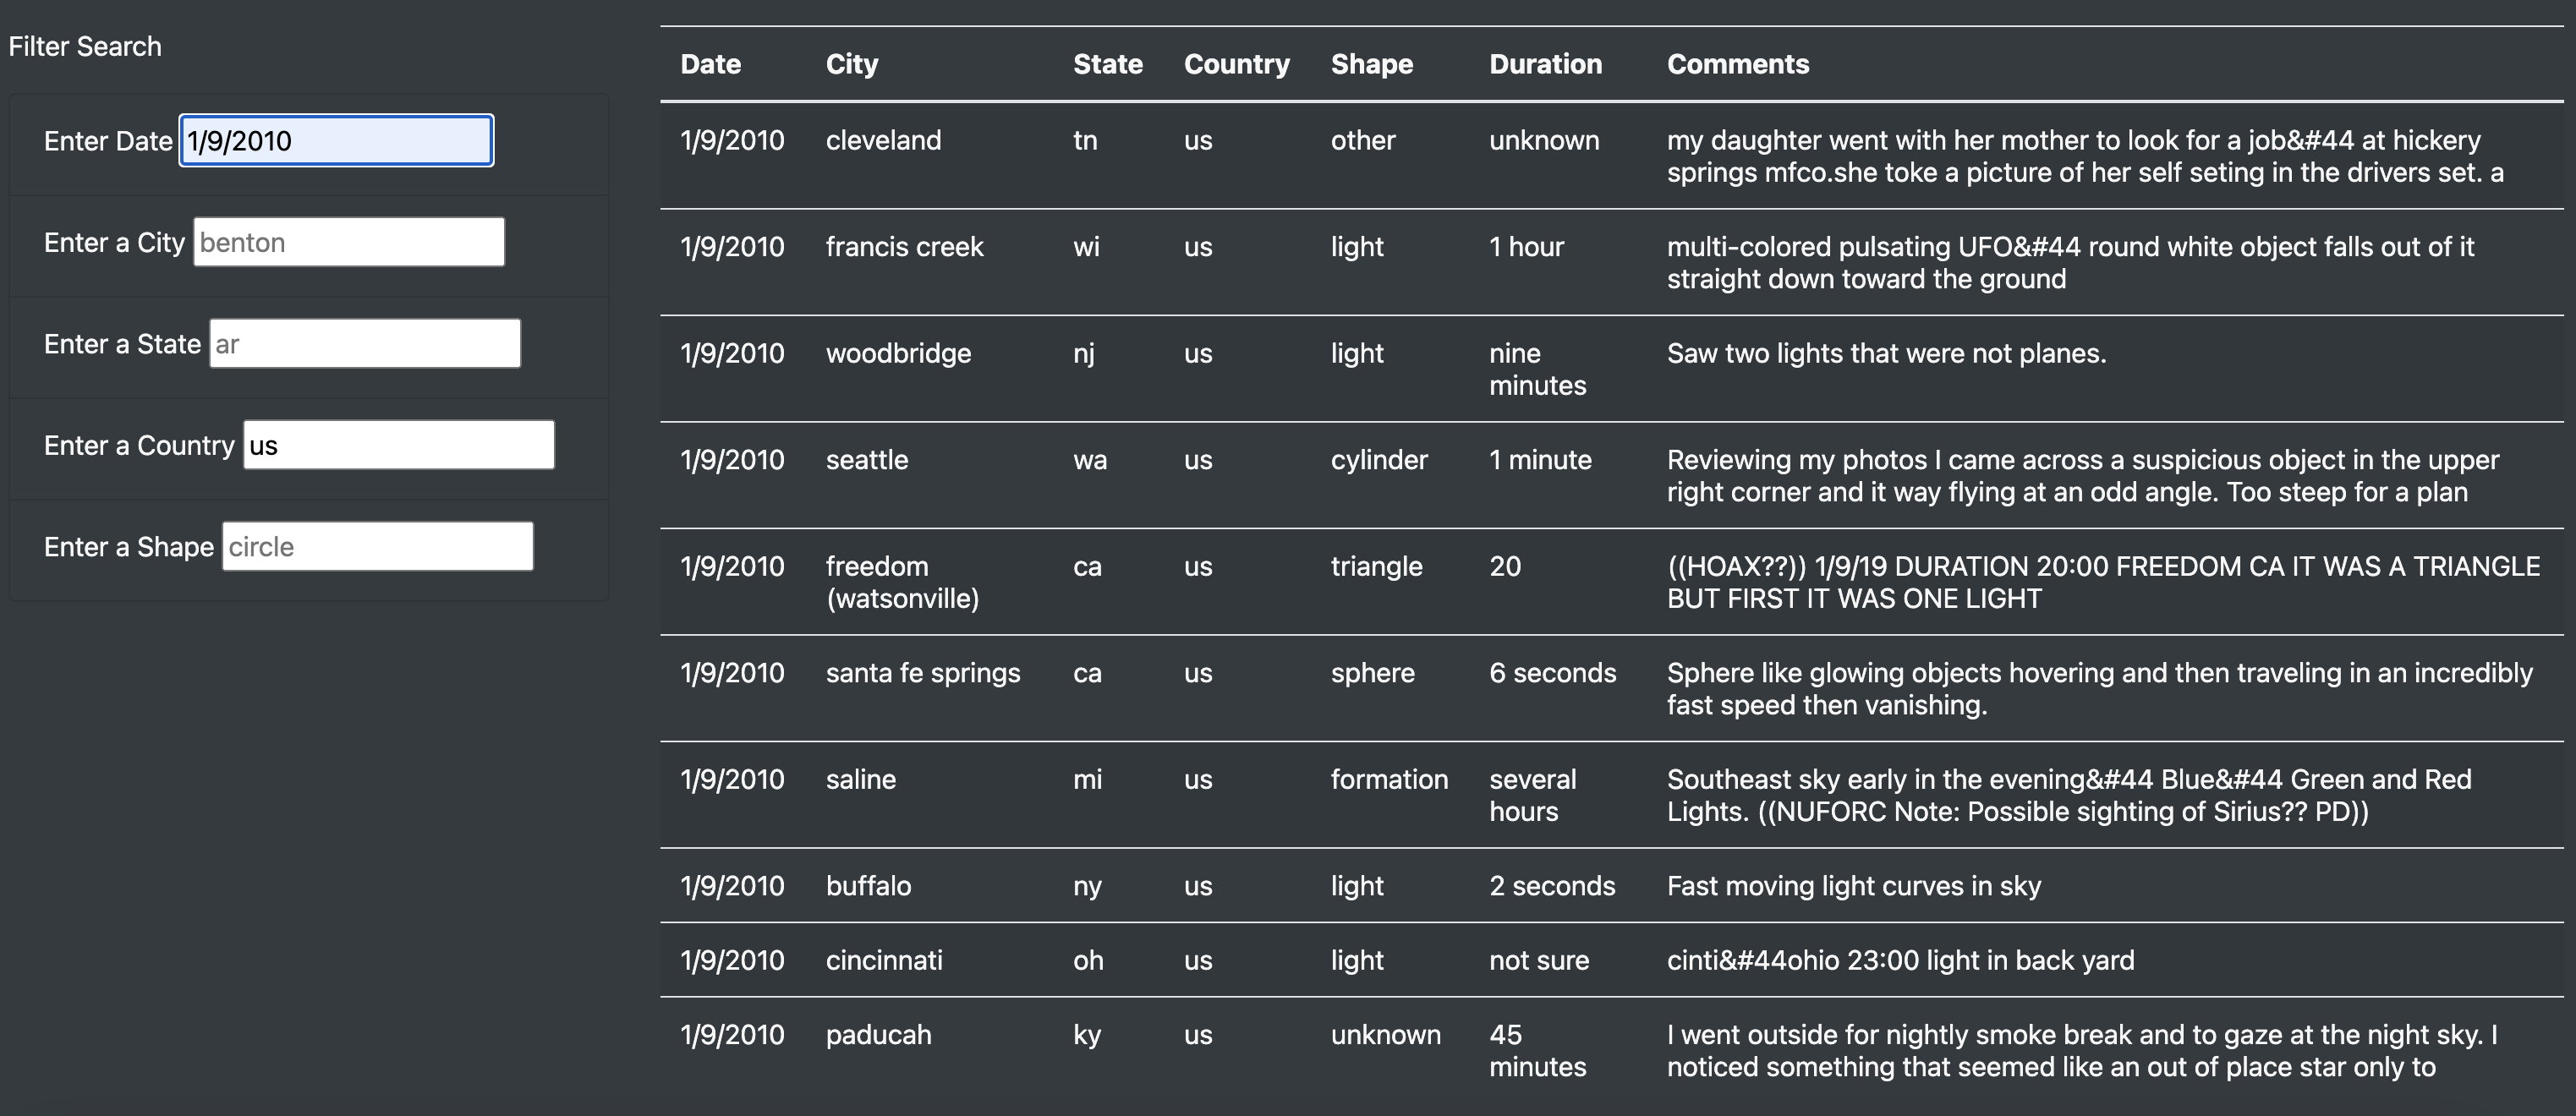 Filter Search
Enter Date 1/9/2010
Enter a City benton
Enter a State ar
Enter a Country us
Enter a Shape circle
Date City State Country Shape Duration Comments
1/9/2010 cleveland tn us other unknown my daughter went with her mother to look for a job&#44 at hickery
springs mfco.she toke a picture of her self seting in the drivers set. a
1/9/2010 francis creek wi us light 1 hour multi-colored pulsating UFO&#44 round white object falls out of it
straight down toward the ground
1/9/2010 woodbridge nj us light nine Saw two lights that were not planes.
minutes
1/9/2010 seattle wa us cylinder 1 minute Reviewing my photos I came across a suspicious object in the upper
right corner and it way flying at an odd angle. Too steep for a plan
1/9/2010 freedom ca us triangle 20 ((HOAX??)) 1/9/19 DURATION 20:00 FREEDOM CA IT WAS A TRIANGLE
(watsonville) BUT FIRST IT WAS ONE LIGHT
1/9/2010 santa fe springs ca us sphere 6 seconds Sphere like glowing objects hovering and then traveling in an incredibly
fast speed then vanishing.
1/9/2010 saline mi us formation several Southeast sky early in the evening&#44 Blue&#44 Green and Red
hours Lights. ((NUFORC Note: Possible sighting of Sirius?? PD))
1/9/2010 buffalo ny us light 2 seconds Fast moving light curves in sky
1/9/2010 cincinnati oh us light not sure cinti&#44ohio 23:00 light in back yard
1/9/2010 paducah ky us unknown 45 I went outside for nightly smoke break and to gaze at the night sky. I
minutes noticed something that seemed like an out of place star only to